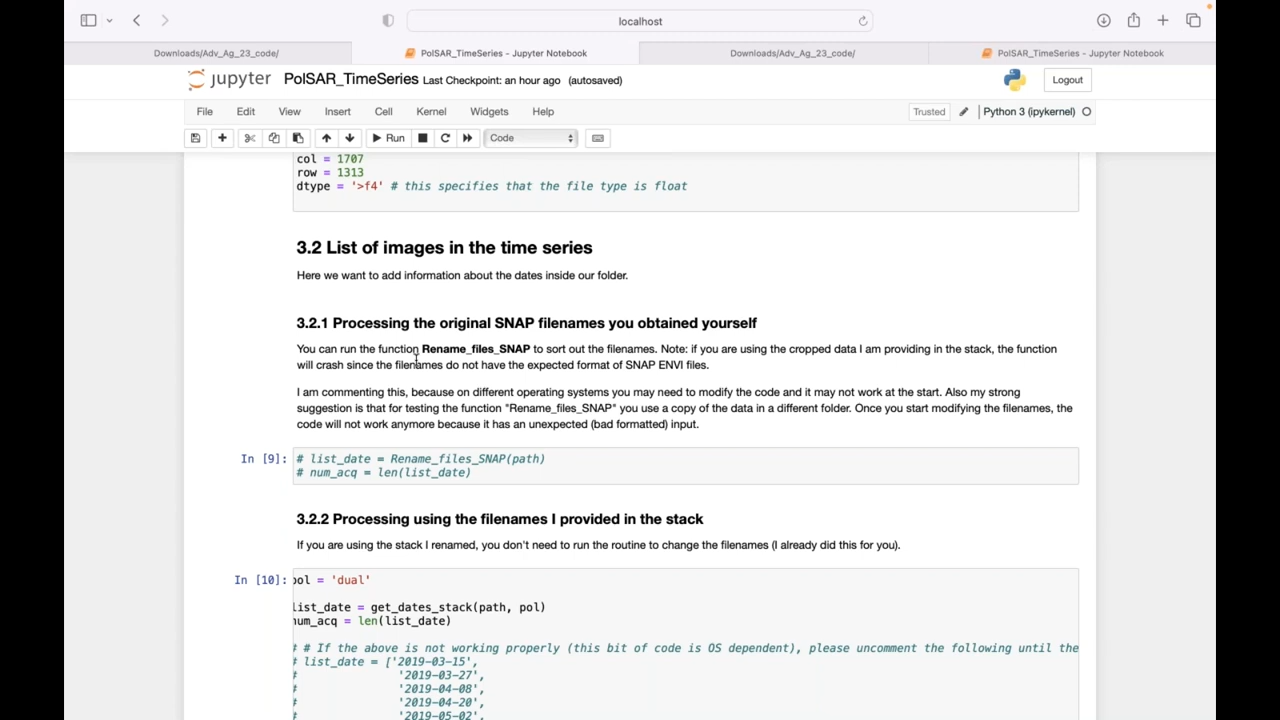 localhost
Downloads/Adv_Ag_23_code/
PolSAR_TimeSeries - Jupyter Notebook
Downloads/Adv_Ag_23_code/
PolSAR_TimeSeries - Jupyter Notebook
jupyter PolSAR_TimeSeries Last Checkpoint: an hour ago (autosaved)
Logout
File Edit View Insert Cell Kernel Widgets Help
Trusted Python 3 (ipykernel)
Run Code
col = 1707
row = 1313
dtype = '>f4' # this specifies that the file type is float
3.2 List of images in the time series
Here we want to add information about the dates inside our folder.
3.2.1 Processing the original SNAP filenames you obtained yourself
You can run the function Rename_files_SNAP to sort out the filenames. Note: if you are using the cropped data I am providing in the stack, the function
will crash since the filenames do not have the expected format of SNAP ENVI files.
I am commenting this, because on different operating systems you may need to modify the code and it may not work at the start. Also my strong
suggestion is that for testing the function "Rename_files_SNAP" you use a copy of the data in a different folder. Once you start modifying the filenames, the
code will not work anymore because it has an unexpected (bad formatted) input.
In [9]: # list_date = Rename_files_SNAP(path)
# num_acq = len(list_date)
3.2.2 Processing using the filenames I provided in the stack
If you are using the stack I renamed, you don't need to run the routine to change the filenames (I already did this for you).
In [10]: pol = 'dual'
list_date = get_dates_stack(path, pol)
num_acq = len(list_date)
# # If the above is not working properly (this bit of code is OS dependent), please uncomment the following until the
# list_date = ['2019-03-15',
# '2019-03-27',
# '2019-04-08',
# '2019-04-20',
# '2019-05-02',